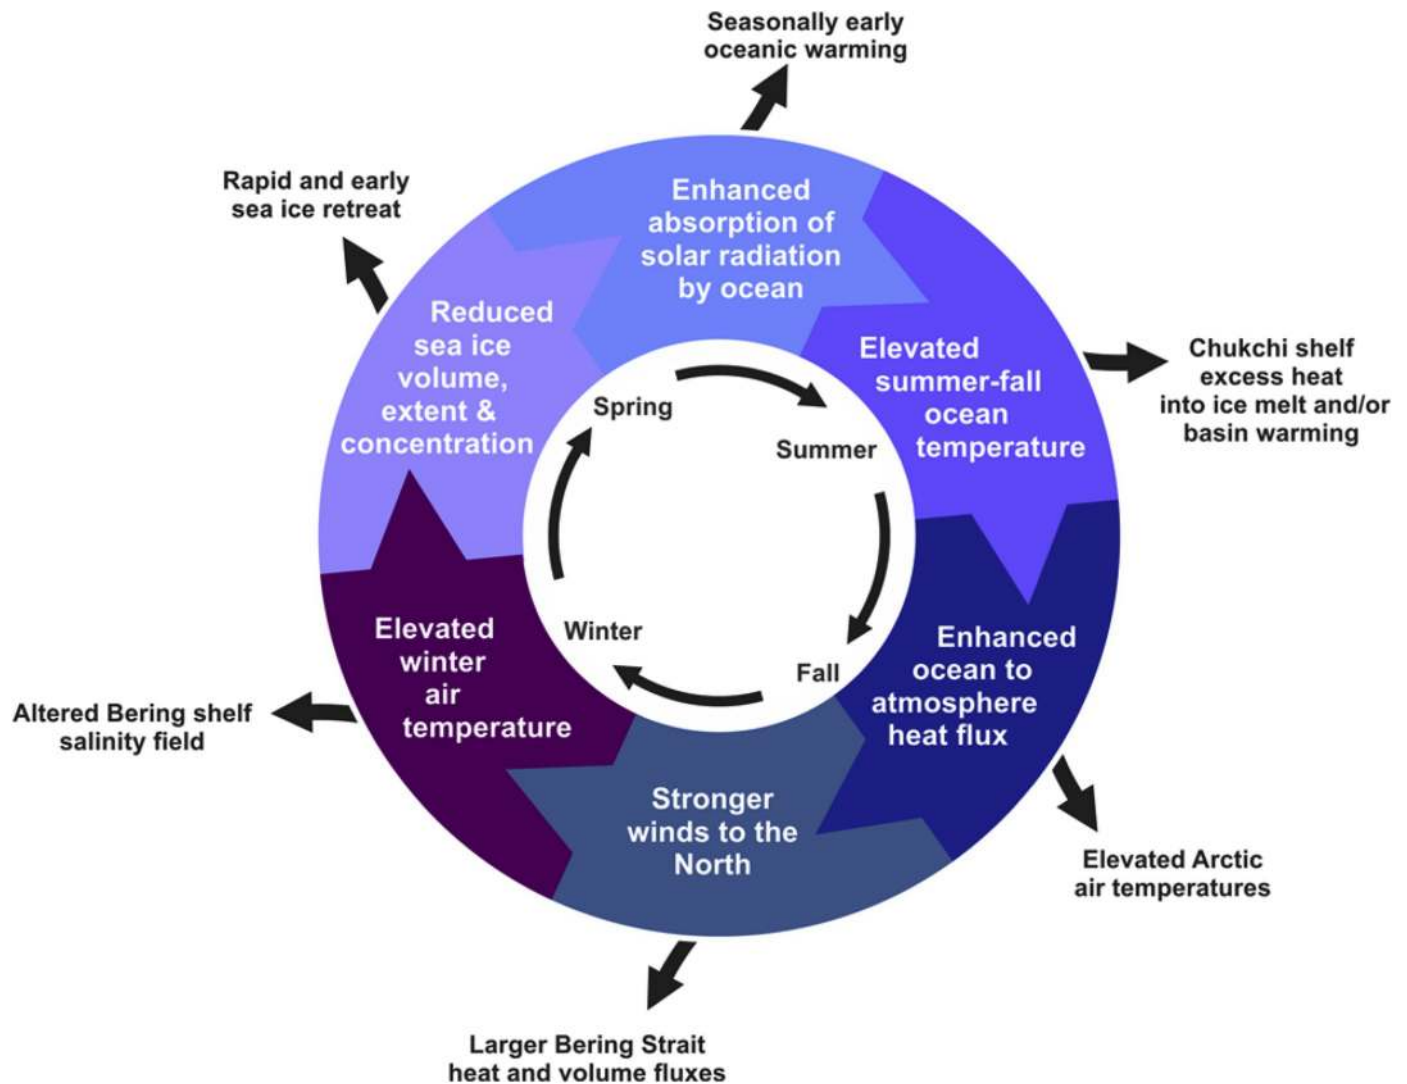 Seasonally early
oceanic warming
Rapid and early
sea ice retreat
Enhanced
absorption of
solar radiation
by ocean
Reduced
sea ice
volume,
extent &
concentration
Elevated
summer-fall
ocean
temperature
Chukchi shelf
excess heat
into ice melt and/or
basin warming
Spring
Summer
Winter
Fall
Elevated
winter
air
temperature
Enhanced
ocean to
atmosphere
heat flux
Altered Bering shelf
salinity field
Stronger
winds to the
North
Elevated Arctic
air temperatures
Larger Bering Strait
heat and volume fluxes